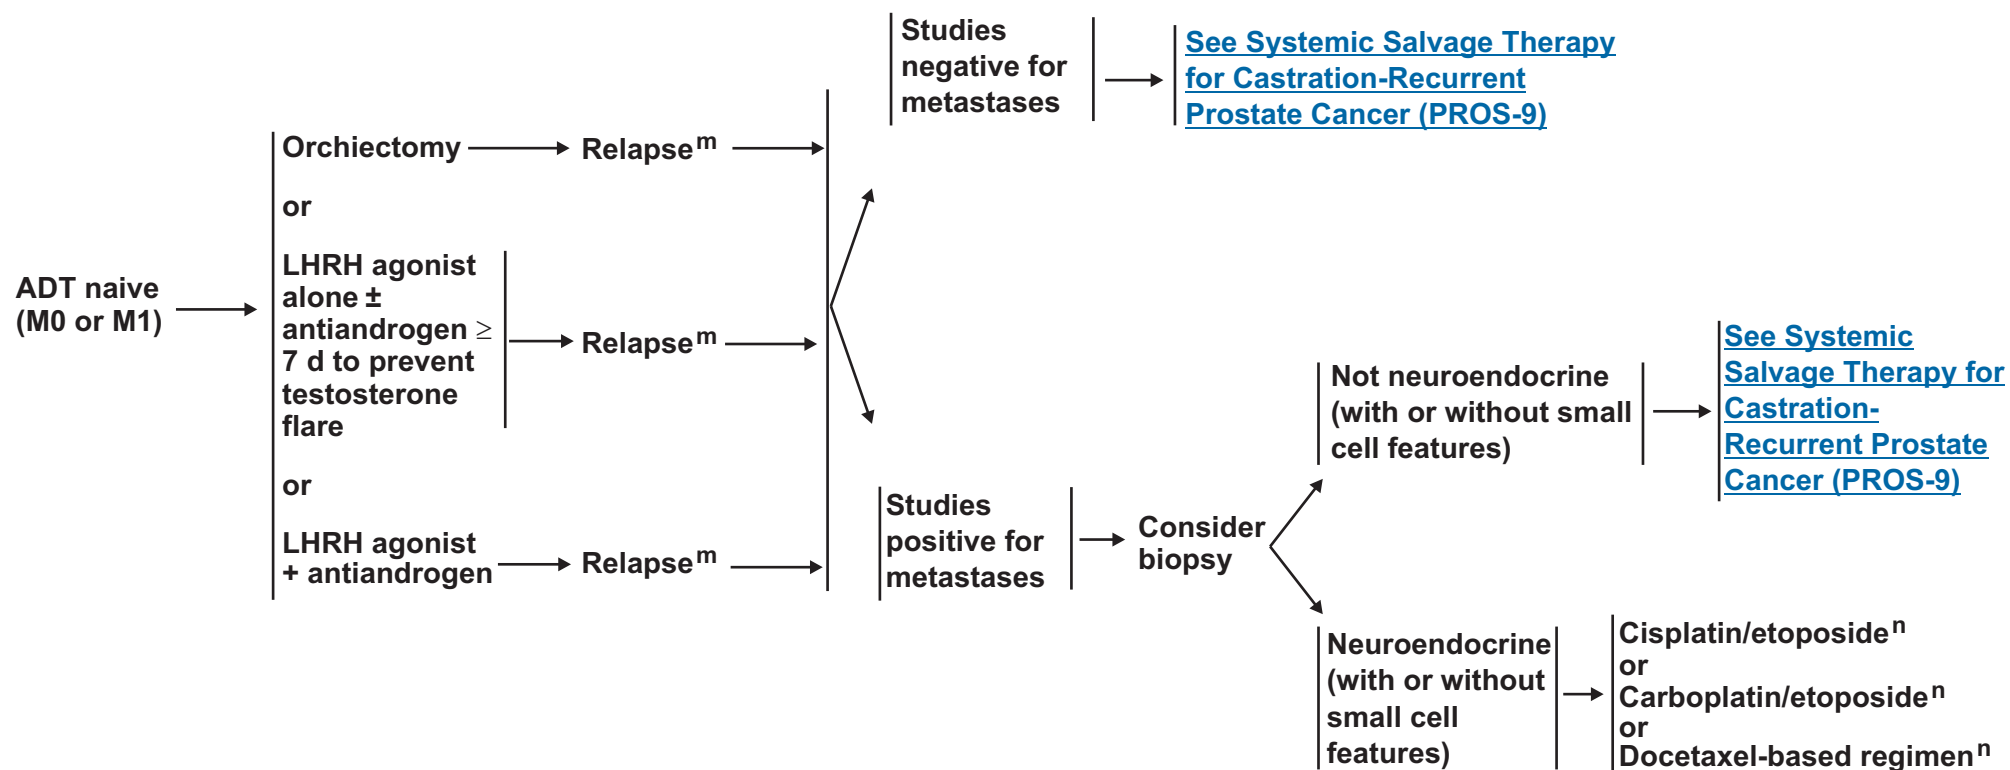 ADT naive
(M0 or M1)
Orchiectomy
Relapse m
or
LHRH agonist
alone ±
antiandrogen ≥
7 d to prevent
testosterone
flare
Relapse m
or
LHRH agonist
+ antiandrogen
Relapse m
Studies
negative for
metastases
See Systemic Salvage Therapy
for Castration-Recurrent
Prostate Cancer (PROS-9)
Studies
positive for
metastases
Consider
biopsy
Not neuroendocrine
(with or without small
cell features)
See Systemic
Salvage Therapy for
Castration-
Recurrent Prostate
Cancer (PROS-9)
Neuroendocrine
(with or without
small cell
features)
Cisplatin/etoposide n
or
Carboplatin/etoposide n
or
Docetaxel-based regimen n